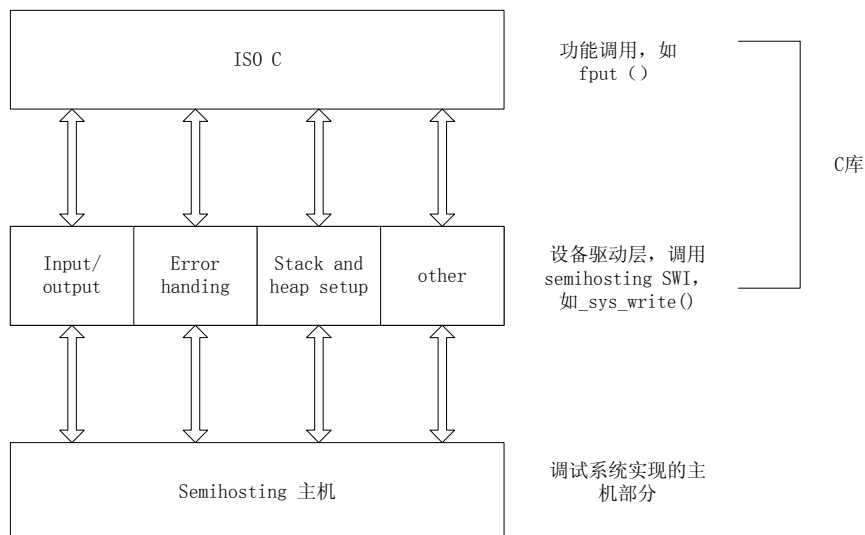 ISO C
功能调用，如
fput（）
C库
Input/
output
Error
handing
Stack and
heap setup
other
设备驱动层，调用
semihosting SWI，
如_sys_write()
Semihosting 主机
调试系统实现的主
机部分